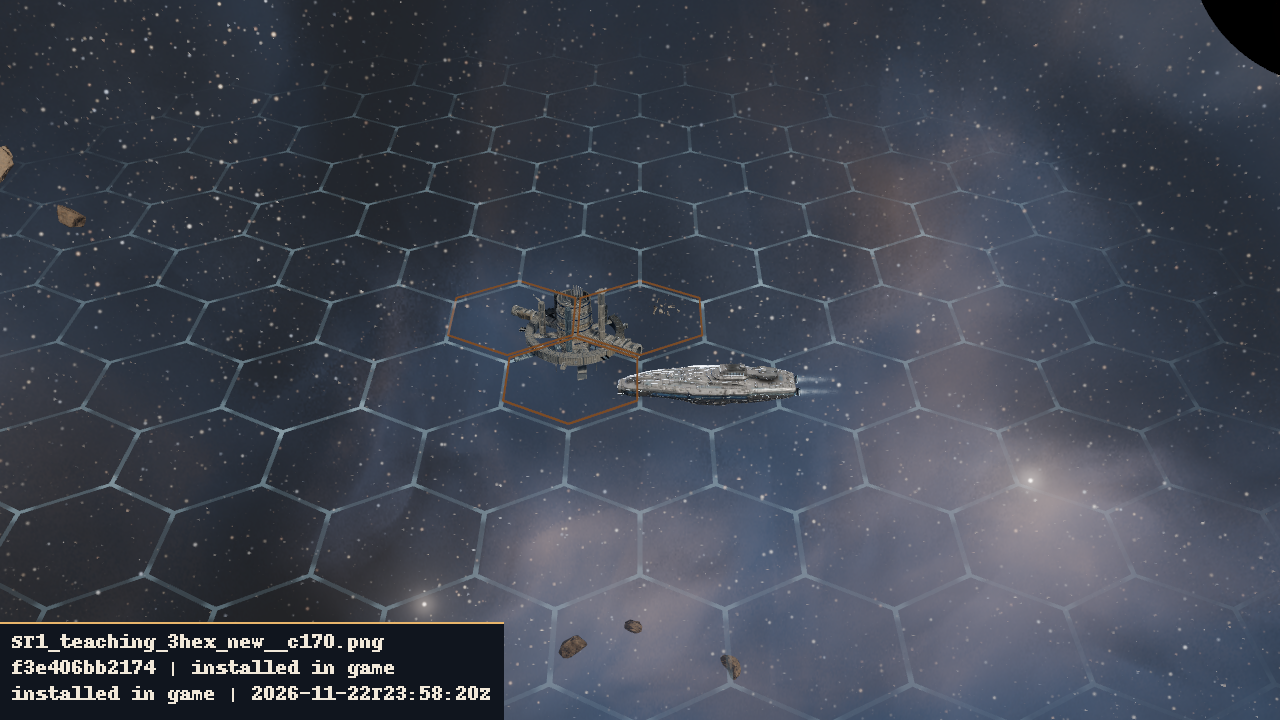 sr1_teaching_3hex_new__c170.png
f3e406bb2174 | installed in game
installed in game | 2026-11-22T23:58:20Z